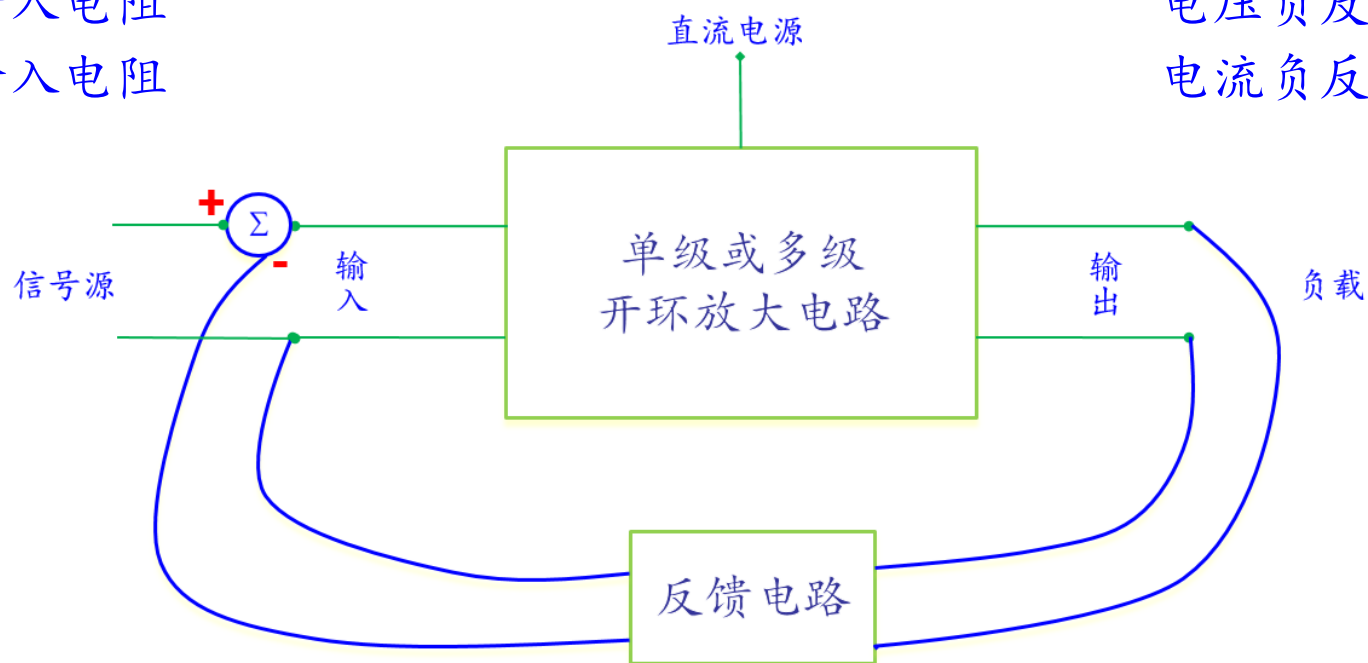 入电阻
入电阻
直流电源
电压负反
电流负反
+
Σ
-
输
入
信号源
单级或多级
开环放大电路
输
出
负载
反馈电路